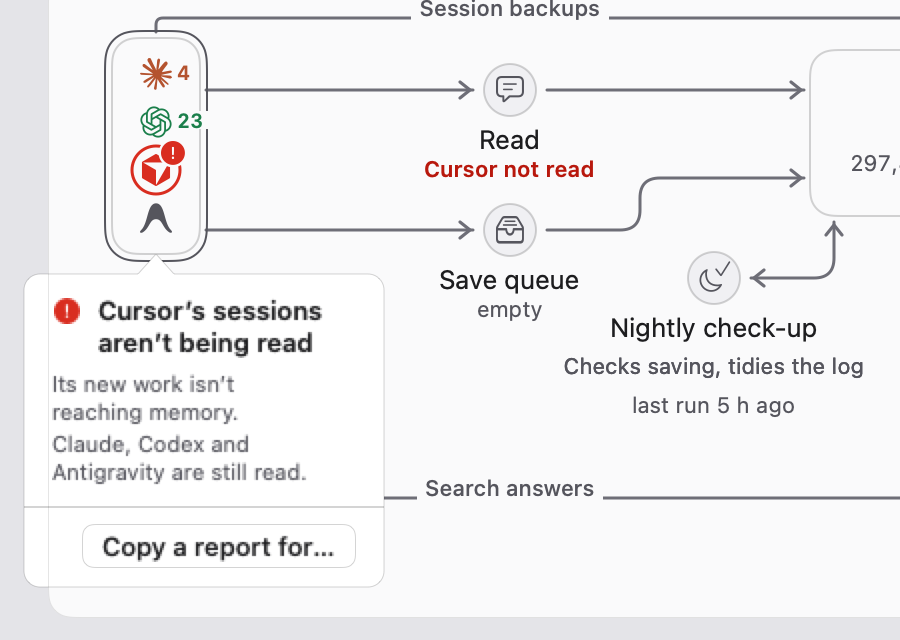 Session backups
4
23
!
Read
Cursor not read
297,
Save queue
empty
Nightly check-up
Checks saving, tidies the log
last run 5 h ago
!
Cursor’s sessions
aren’t being read
Its new work isn’t
reaching memory.
Claude, Codex and
Antigravity are still read.
Copy a report for...
Search answers